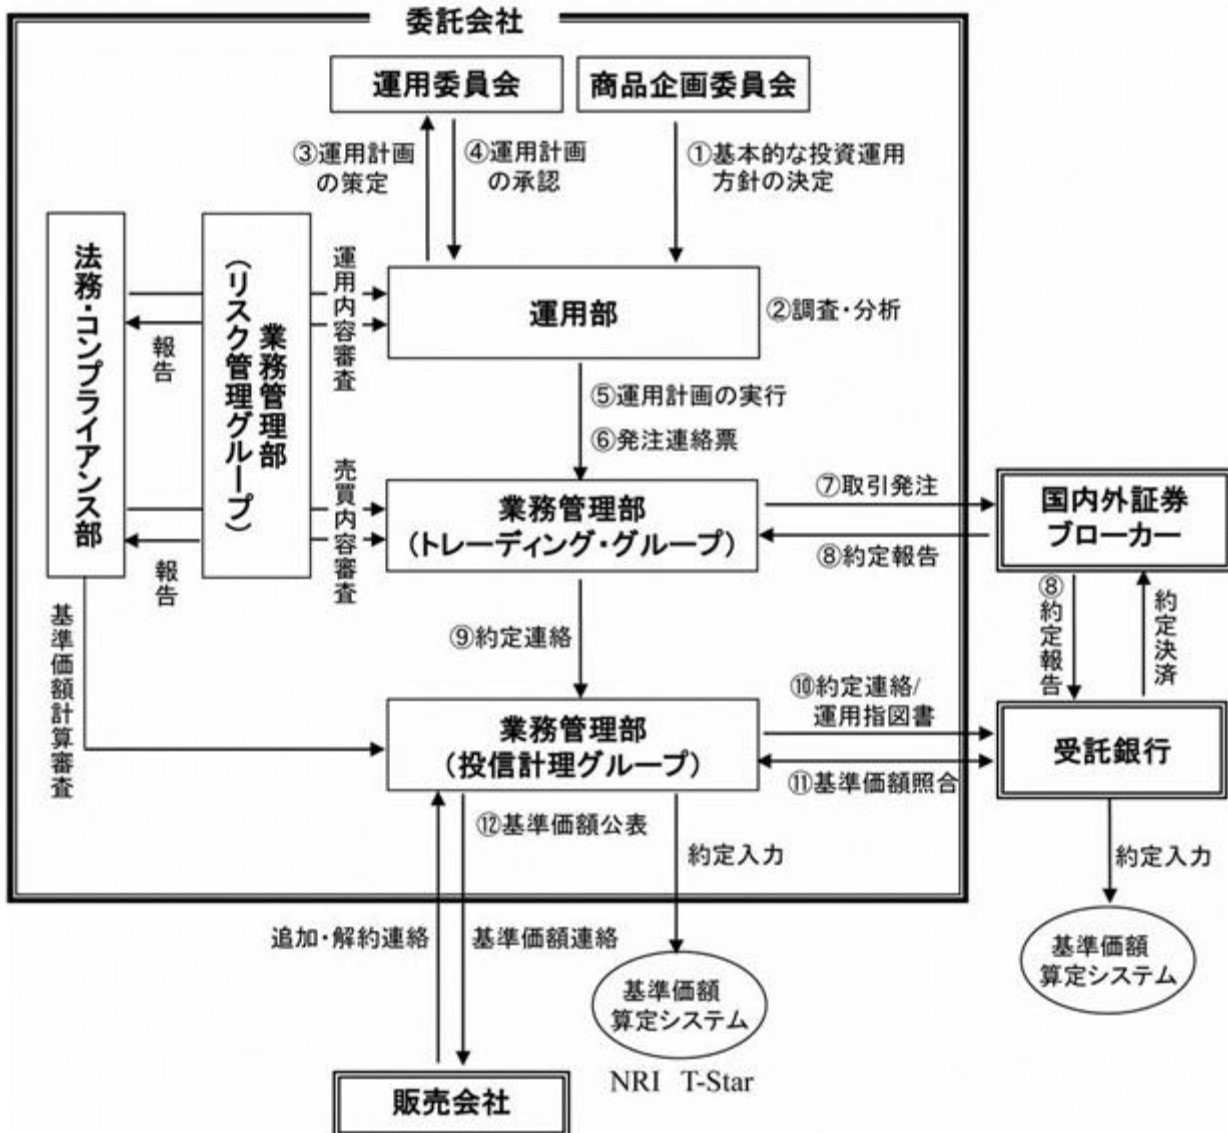 委託会社
運用委員会
商品企画委員会
③運用計画
の策定
④運用計画
の承認
①基本的な投資運用
方針の決定
法務・コンプライアンス部
業務管理部
（リスク管理グループ）
運用内容審査
報告
運用部
②調査・分析
⑤運用計画の実行
⑥発注連絡票
売買内容審査
報告
業務管理部
（トレーディング・グループ）
⑦取引発注
⑧約定報告
国内外証券
ブローカー
⑧約定報告
約定決済
⑨約定連絡
基準価額計算審査
業務管理部
（投信計理グループ）
⑩約定連絡/
運用指図書
⑪基準価額照合
受託銀行
⑫基準価額公表
約定入力
約定入力
追加・解約連絡
基準価額連絡
基準価額
算定システム
基準価額
算定システム
NRI T-Star
販売会社